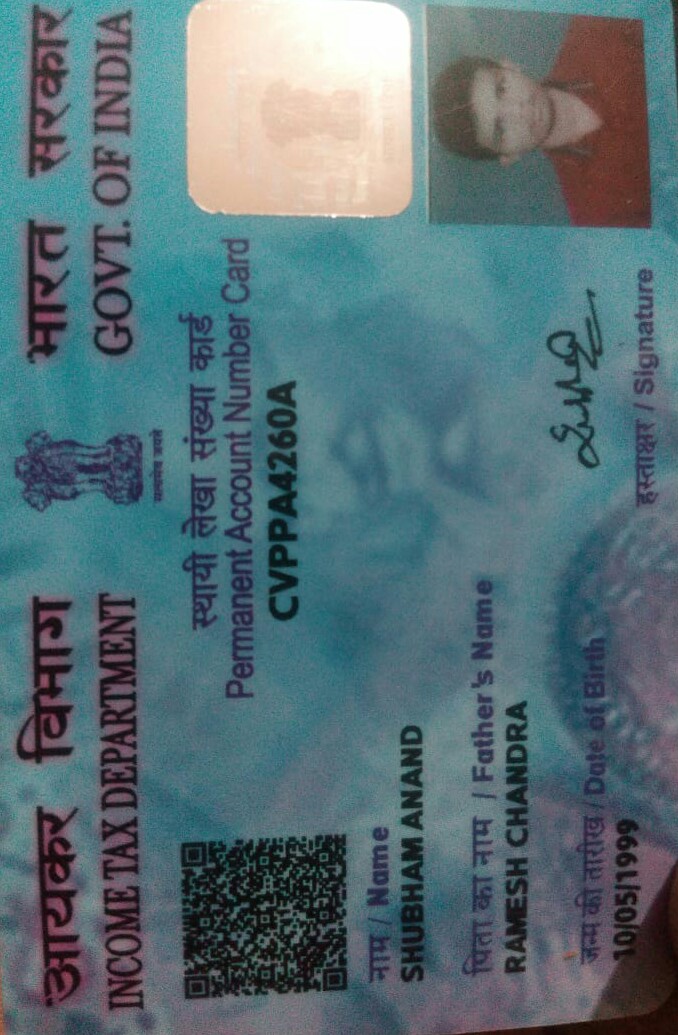 आयकर विभाग
INCOME TAX DEPARTMENT
सत्यमेव जयते
भारत सरकार
GOVT. OF INDIA
स्थायी लेखा संख्या कार्ड
Permanent Account Number Card
CVPPA4260A
नाम / Name
SHUBHAM ANAND
पिता का नाम / Father's Name
RAMESH CHANDRA
जन्म की तारीख / Date of Birth
10/05/1999
हस्ताक्षर / Signature